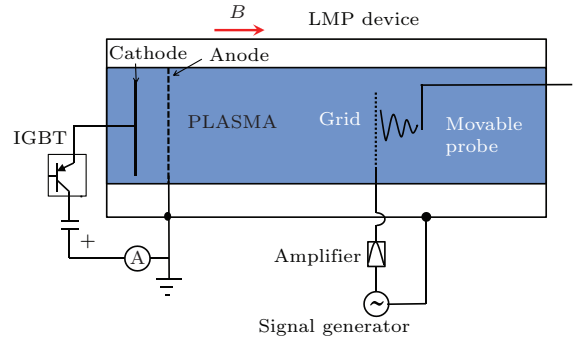 B
LMP device
Cathode
Anode
PLASMA
Grid
Movable
probe
IGBT
+
A
Amplifier
~
Signal generator